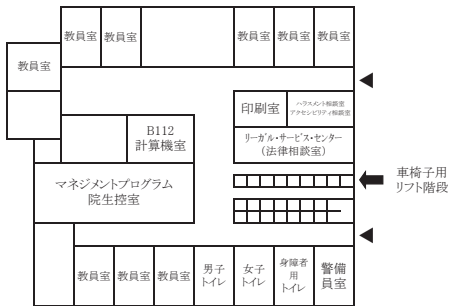 教員室 教員室 教員室 教員室 教員室
教員室
印刷室 ハラスメント相談室
アクセシビリティ相談室
B112
計算機室
リーガル・サービス・センター
(法律相談室)
車椅子用
リフト階段
マネジメントプログラム
院生控室
教員室 教員室 教員室
男子
トイレ
女子
トイレ
身障者
用
トイレ
警備
員室